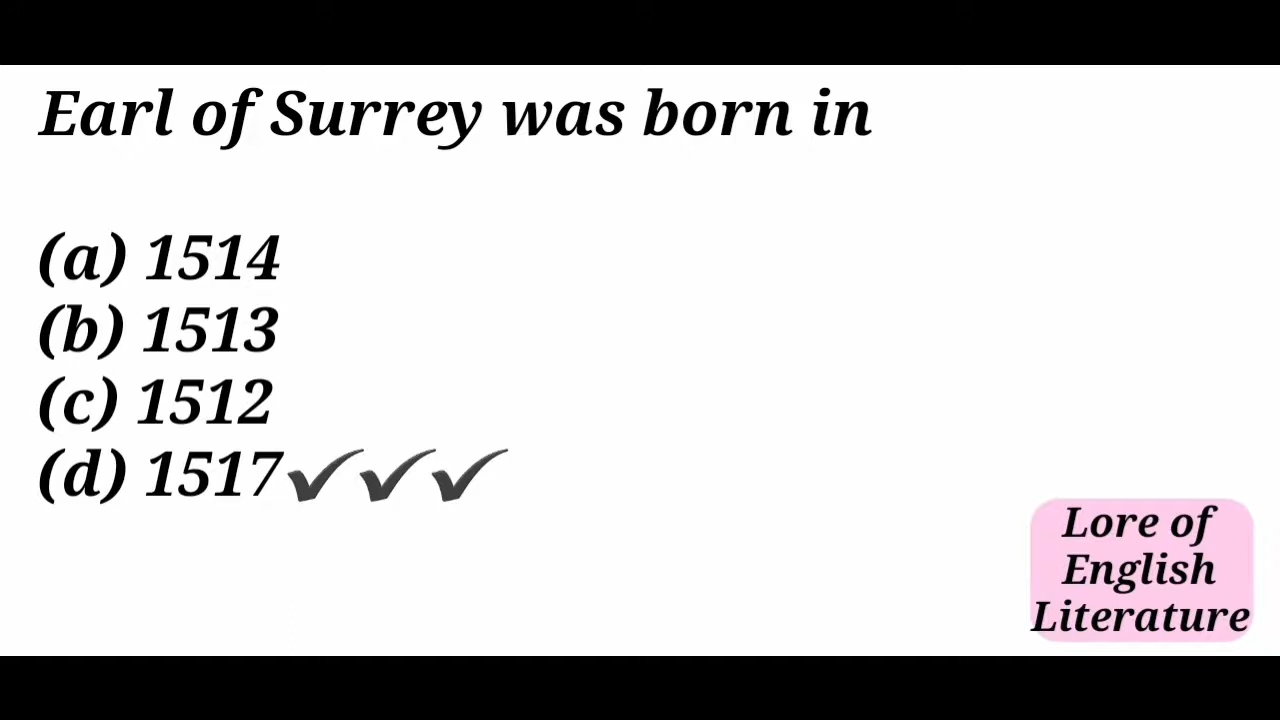 Earl of Surrey was born in
(a) 1514
(b) 1513
(c) 1512
(d) 1517✔✔✔
Lore of
English
Literature